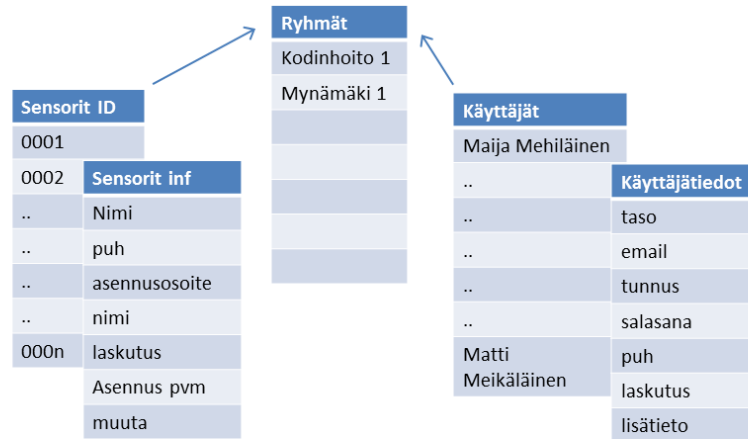 Ryhmät
Kodinhoito 1
Mynämäki 1
Sensorit ID
0001
0002
..
..
..
..
000n
Sensorit inf
Nimi
puh
asennusosoite
nimi
laskutus
Asennus pvm
muuta
Käyttäjät
Maija Mehiläinen
..
..
..
..
Matti
Meikäläinen
Käyttäjätiedot
taso
email
tunnus
salasana
puh
laskutus
lisätieto